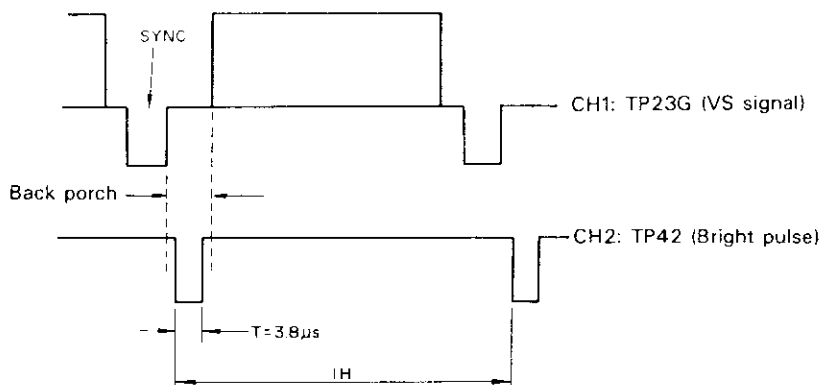 SYNC
CH1: TP23G (VS signal)
Back porch
CH2: TP42 (Bright pulse)
T=3.8μs
1H